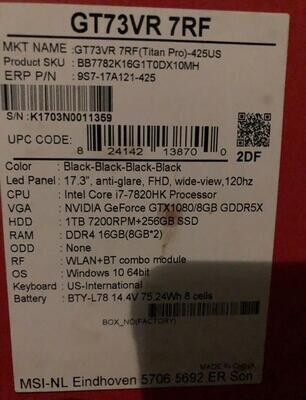 GT73VR 7RF
MKT NAME :GT73VR 7RF(Titan Pro)-425US
Product SKU : BB7782K16G1T0DX10MH
ERP P/N : 9S7-17A121-425
S/N:K1703N0011359
UPC CODE:
8 24142 13870 0
2DF
Color : Black-Black-Black-Black
Led Panel : 17.3", anti-glare, FHD, wide-view,120hz
CPU : Intel Core i7-7820HK Processor
VGA : NVIDIA GeForce GTX1080/8GB GDDR5X
HDD : 1TB 7200RPM+256GB SSD
RAM : DDR4 16GB(8GB*2)
ODD : None
RF : WLAN+BT combo module
OS : Windows 10 64bit
Keyboard : US-International
Battery : BTY-L78 14.4V 75.24Wh 8 cells
BOX_NO(FACTORY)
MADE IN CHINA
MSI-NL Eindhoven 5706 5692 ER Son